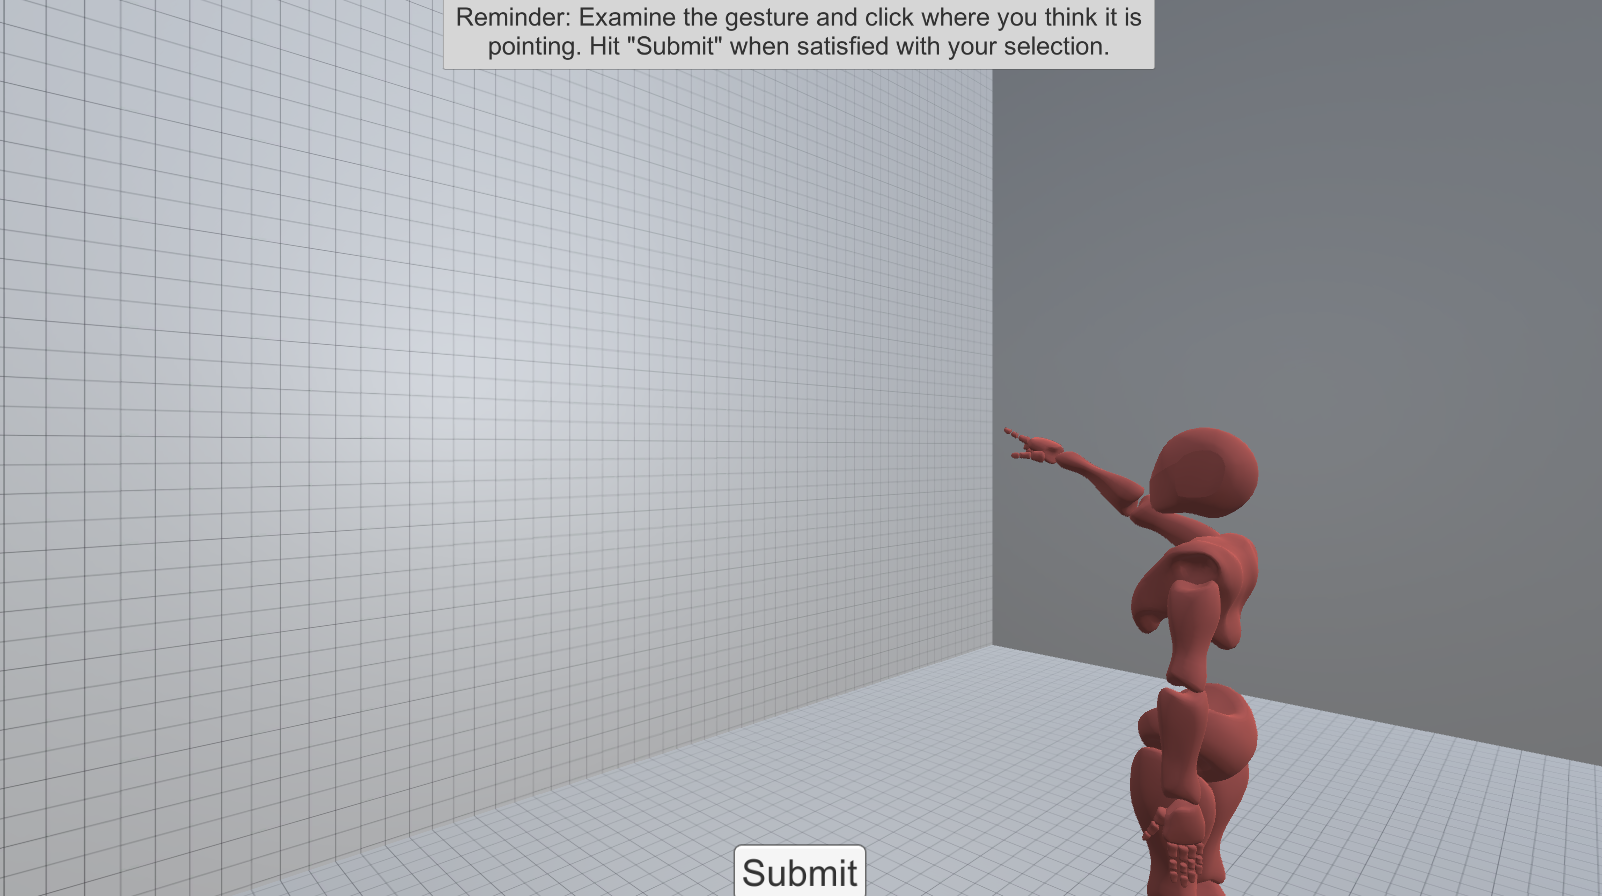 Reminder: Examine the gesture and click where you think it is
pointing. Hit "Submit" when satisfied with your selection.
Submit